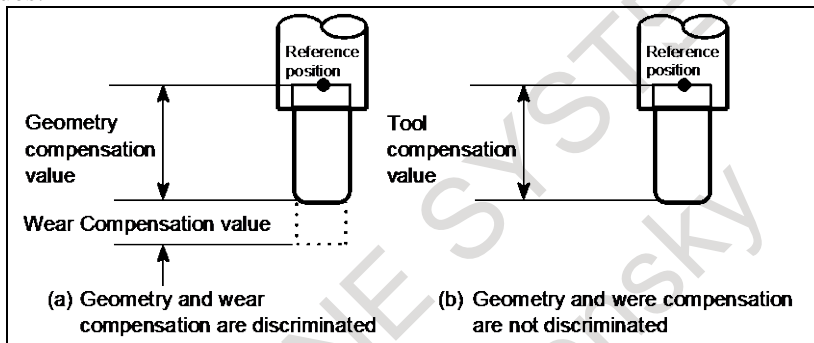 Reference
position
Geometry
compensation
value
Wear Compensation value
(a) Geometry and wear
compensation are discriminated
Reference
position
Tool
compensation
value
(b) Geometry and were compensation
are not discriminated